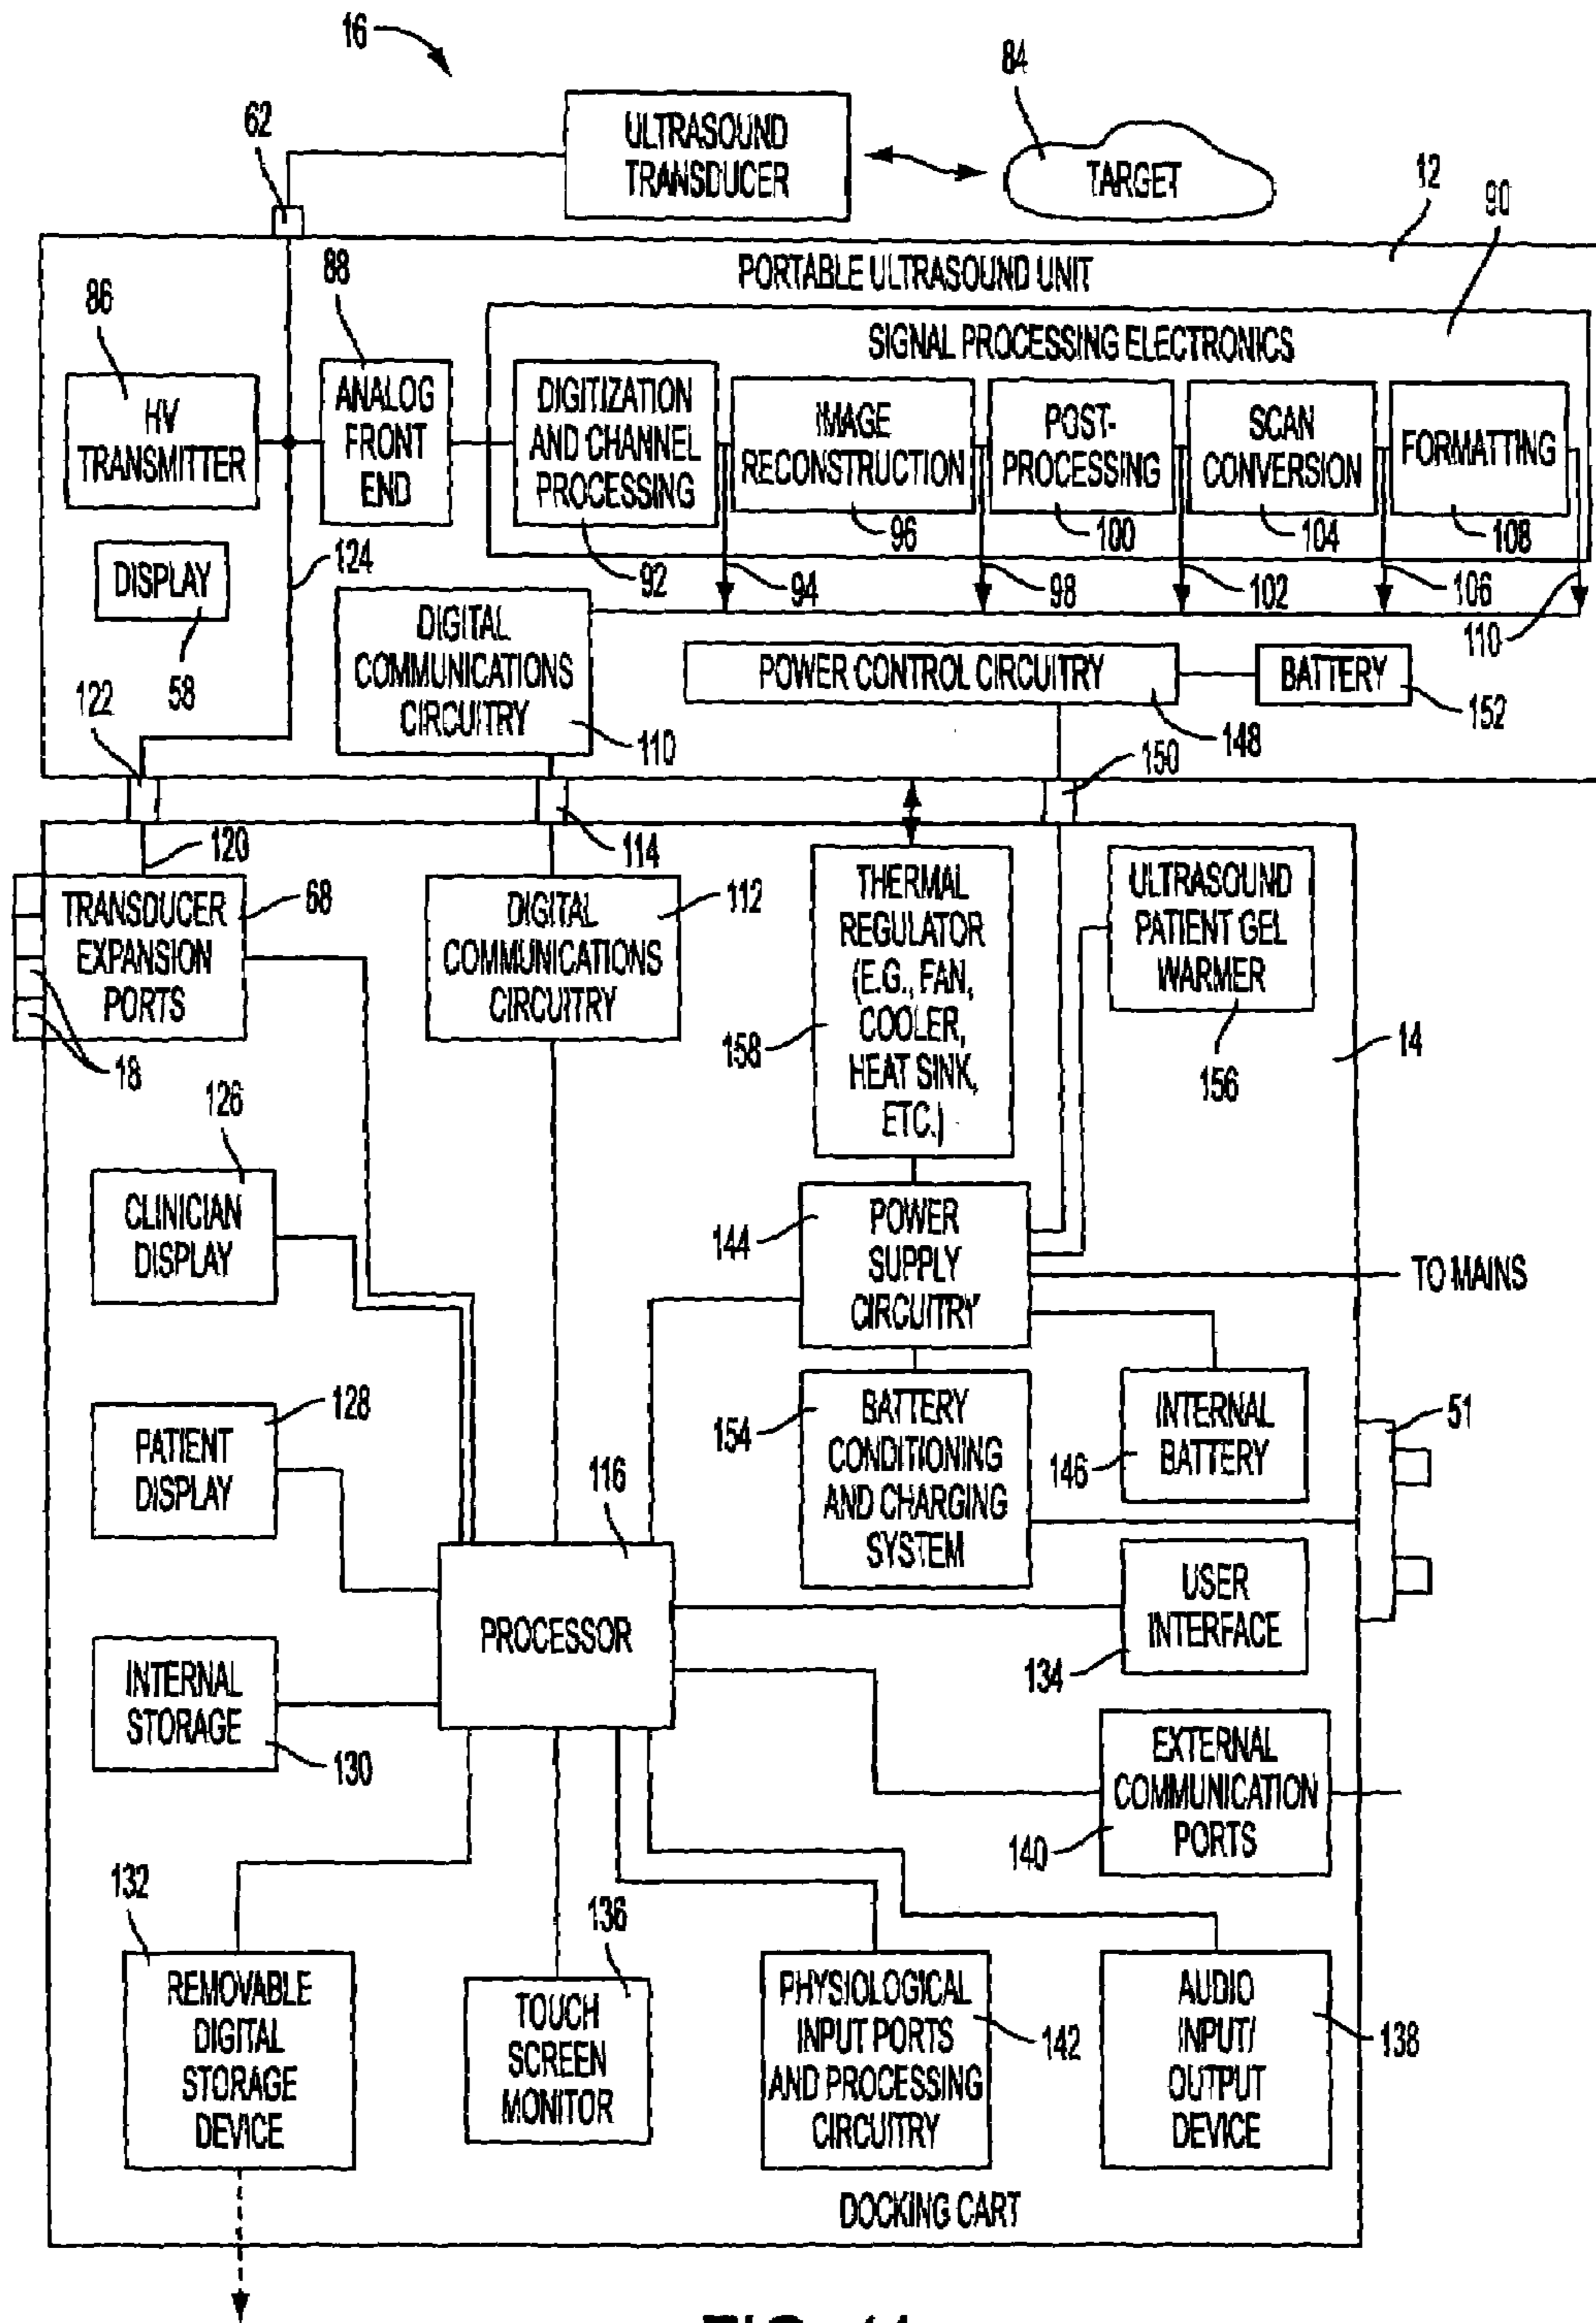 16
84
62
ULTRASOUND
TRANSDUCER
TARGET
12
90
88
PORTABLE ULTRASOUND UNIT
86
SIGNAL PROCESSING ELECTRONICS
HV
TRANSMITTER
ANALOG
FRONT
END
DIGITIZATION
AND CHANNEL
PROCESSING
IMAGE
RECONSTRUCTION
POST-
PROCESSING
SCAN
CONVERSION
FORMATTING
96
100
104
108
124
92
94
98
102
106
110
DISPLAY
58
DIGITAL
COMMUNICATIONS
CIRCUITRY
110
POWER CONTROL CIRCUITRY
BATTERY
152
148
122
150
120
114
TRANSDUCER
EXPANSION
PORTS
68
18
DIGITAL
COMMUNICATIONS
CIRCUITRY
112
THERMAL
REGULATOR
(E.G., FAN,
COOLER,
HEAT SINK,
ETC.)
158
ULTRASOUND
PATIENT GEL
WARMER
156
14
126
CLINICIAN
DISPLAY
144
POWER
SUPPLY
CIRCUITRY
TO MAINS
128
PATIENT
DISPLAY
154
BATTERY
CONDITIONING
AND CHARGING
SYSTEM
INTERNAL
BATTERY
146
51
116
PROCESSOR
USER
INTERFACE
134
INTERNAL
STORAGE
130
EXTERNAL
COMMUNICATION
PORTS
140
132
REMOVABLE
DIGITAL
STORAGE
DEVICE
136
TOUCH
SCREEN
MONITOR
PHYSIOLOGICAL
INPUT PORTS
AND PROCESSING
CIRCUITRY
142
AUDIO
INPUT/
OUTPUT
DEVICE
138
DOCKING CART